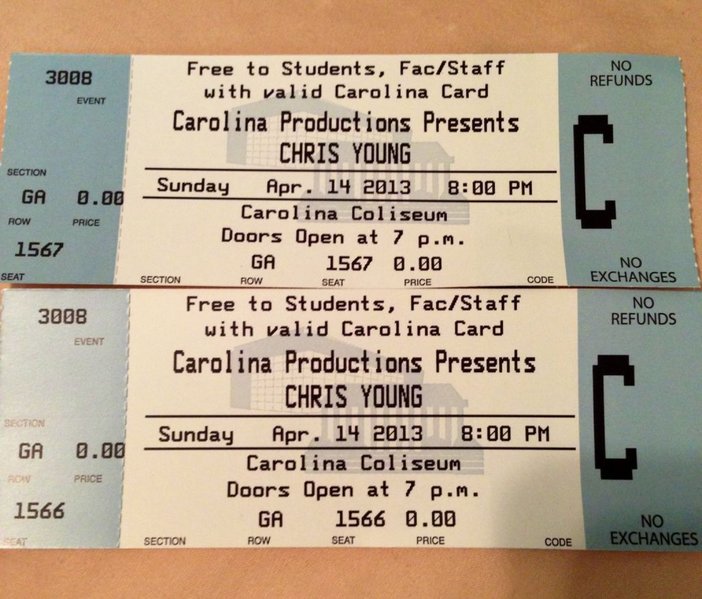 3008
EVENT
SECTION
GA 0.00
ROW PRICE
1567
SEAT
Free to Students, Fac/Staff
with valid Carolina Card
Carolina Productions Presents
CHRIS YOUNG
Sunday Apr. 14 2013 8:00 PM
Carolina Coliseum
Doors Open at 7 p.m.
GA 1567 0.00
SECTION ROW SEAT PRICE CODE
NO
REFUNDS
C
NO
EXCHANGES
3008
EVENT
SECTION
GA 0.00
ROW PRICE
1566
SEAT
Free to Students, Fac/Staff
with valid Carolina Card
Carolina Productions Presents
CHRIS YOUNG
Sunday Apr. 14 2013 8:00 PM
Carolina Coliseum
Doors Open at 7 p.m.
GA 1566 0.00
SECTION ROW SEAT PRICE CODE
NO
REFUNDS
C
NO
EXCHANGES